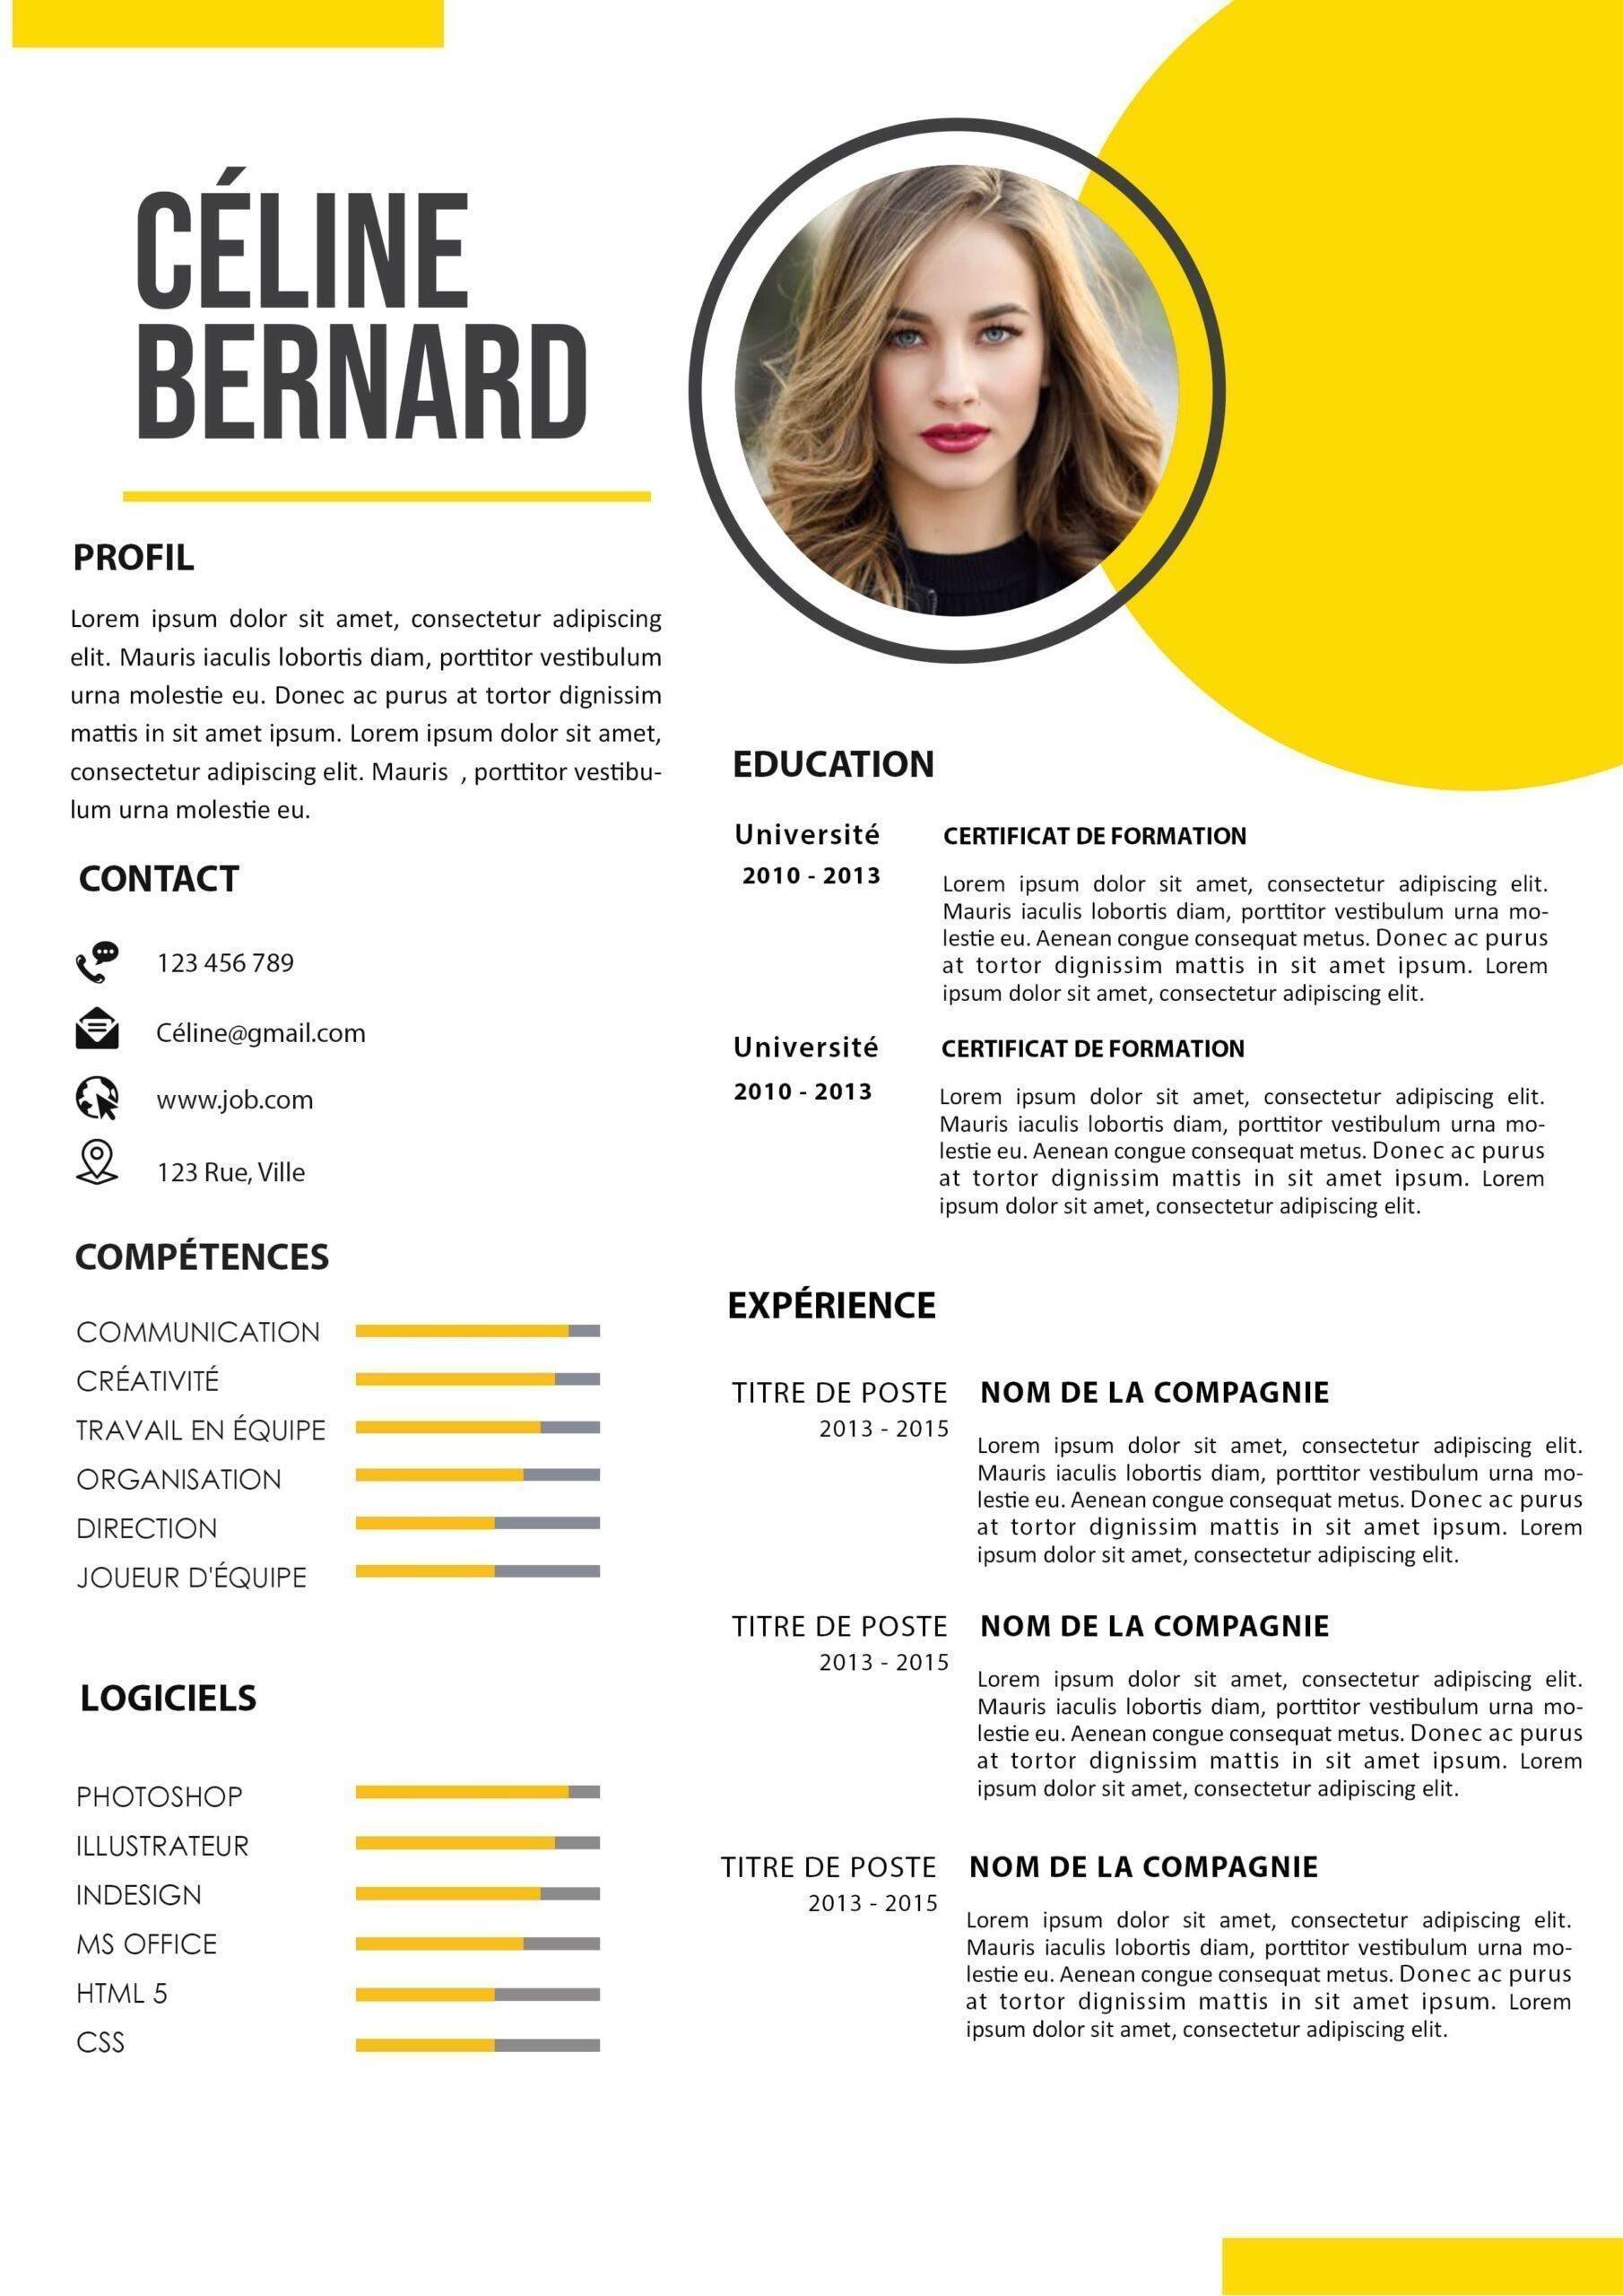 CÉLINE
BERNARD
PROFIL
Lorem ipsum dolor sit amet, consectetur adipiscing
elit. Mauris iaculis lobortis diam, porttitor vestibulum
urna molestie eu. Donec ac purus at tortor dignissim
mattis in sit amet ipsum. Lorem ipsum dolor sit amet,
consectetur adipiscing elit. Mauris , porttitor vestibu-
lum urna molestie eu.
CONTACT
123 456 789
Céline@gmail.com
www.job.com
123 Rue, Ville
COMPÉTENCES
COMMUNICATION
CRÉATIVITÉ
TRAVAIL EN ÉQUIPE
ORGANISATION
DIRECTION
JOUEUR D'ÉQUIPE
LOGICIELS
PHOTOSHOP
ILLUSTRATEUR
INDESIGN
MS OFFICE
HTML 5
CSS
EDUCATION
Université
2010 - 2013
CERTIFICAT DE FORMATION
Lorem ipsum dolor sit amet, consectetur adipiscing elit.
Mauris iaculis lobortis diam, porttitor vestibulum urna mo-
lestie eu. Aenean congue consequat metus. Donec ac purus
at tortor dignissim mattis in sit amet ipsum. Lorem
ipsum dolor sit amet, consectetur adipiscing elit.
Université
2010 - 2013
CERTIFICAT DE FORMATION
Lorem ipsum dolor sit amet, consectetur adipiscing elit.
Mauris iaculis lobortis diam, porttitor vestibulum urna mo-
lestie eu. Aenean congue consequat metus. Donec ac purus
at tortor dignissim mattis in sit amet ipsum. Lorem
ipsum dolor sit amet, consectetur adipiscing elit.
EXPÉRIENCE
TITRE DE POSTE
2013 - 2015
NOM DE LA COMPAGNIE
Lorem ipsum dolor sit amet, consectetur adipiscing elit.
Mauris iaculis lobortis diam, porttitor vestibulum urna mo-
lestie eu. Aenean congue consequat metus. Donec ac purus
at tortor dignissim mattis in sit amet ipsum. Lorem
ipsum dolor sit amet, consectetur adipiscing elit.
TITRE DE POSTE
2013 - 2015
NOM DE LA COMPAGNIE
Lorem ipsum dolor sit amet, consectetur adipiscing elit.
Mauris iaculis lobortis diam, porttitor vestibulum urna mo-
lestie eu. Aenean congue consequat metus. Donec ac purus
at tortor dignissim mattis in sit amet ipsum. Lorem
ipsum dolor sit amet, consectetur adipiscing elit.
TITRE DE POSTE
2013 - 2015
NOM DE LA COMPAGNIE
Lorem ipsum dolor sit amet, consectetur adipiscing elit.
Mauris iaculis lobortis diam, porttitor vestibulum urna mo-
lestie eu. Aenean congue consequat metus. Donec ac purus
at tortor dignissim mattis in sit amet ipsum. Lorem
ipsum dolor sit amet, consectetur adipiscing elit.